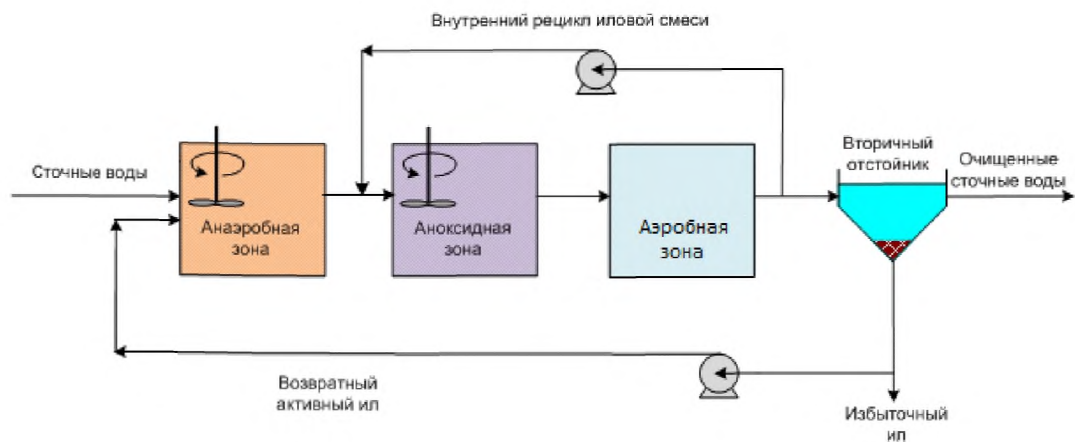 Внутренний рецикл иловой смеси
Сточные воды
Анаэробная
зона
Аноксидная
зона
Аэробная
зона
Вторичный
отстойник
Очищенные
сточные воды
Возвратный
активный ил
Избыточный
ил